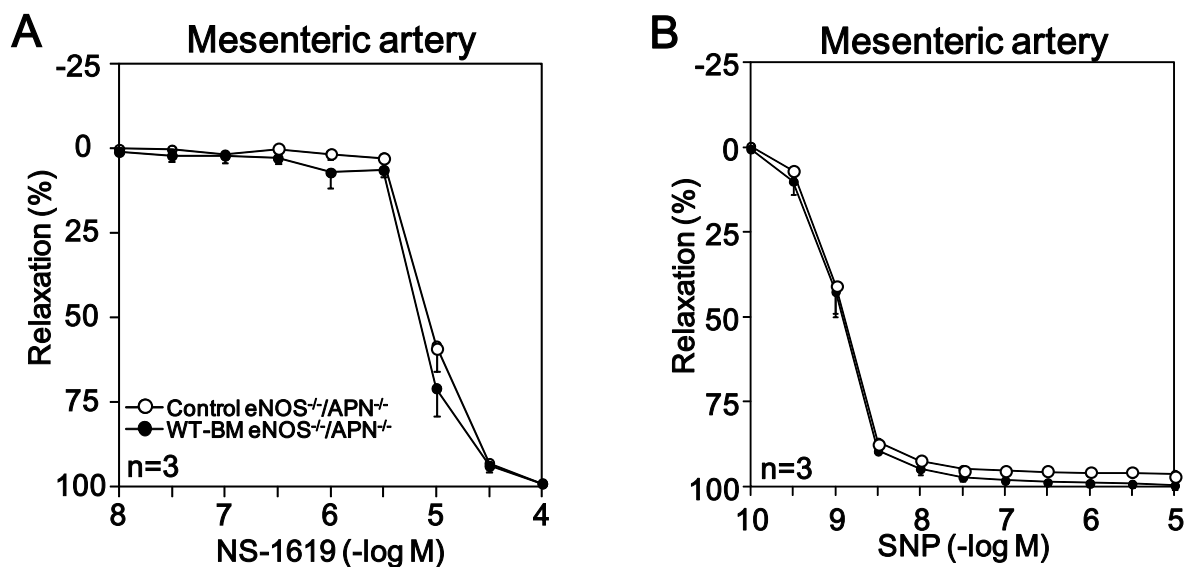 A
Mesenteric artery
-25
0
25
50
75
100
Relaxation (%)
Control eNOS-/-/APN-/-
WT-BM eNOS-/-/APN-/-
n=3
8 7 6 5 4
NS-1619 (-log M)
B
Mesenteric artery
-25
0
25
50
75
100
Relaxation (%)
n=3
10 9 8 7 6 5
SNP (-log M)